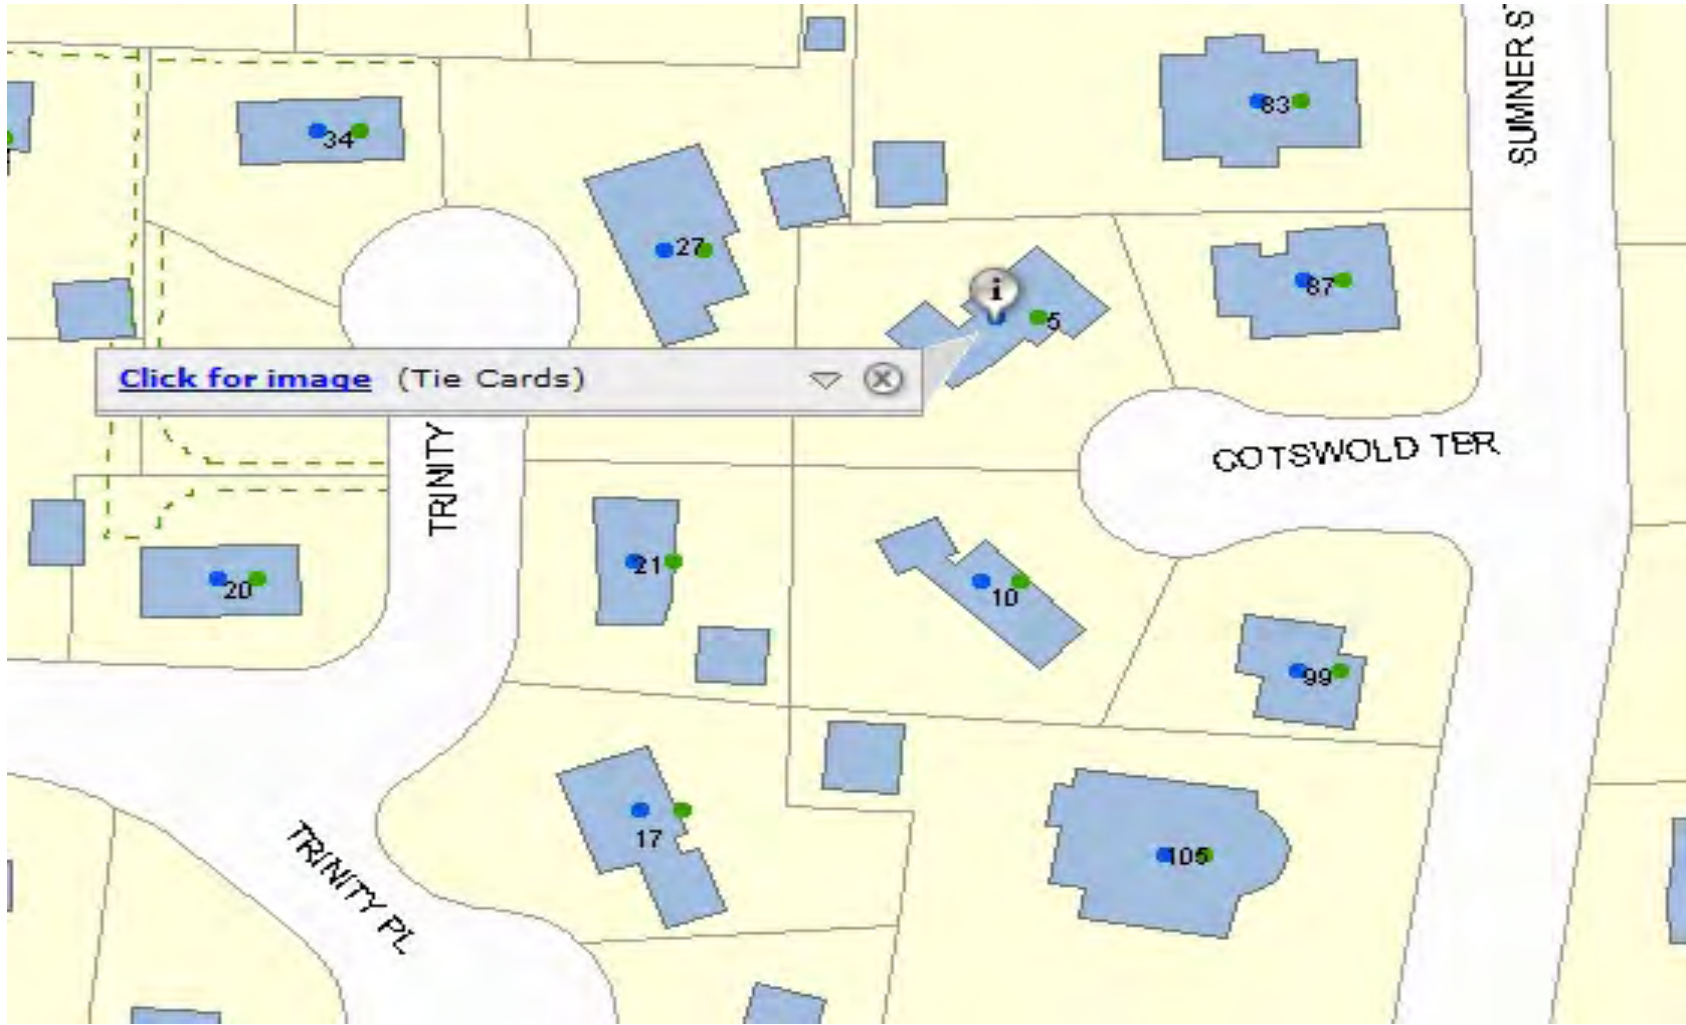 SUMNER ST
83
34
27
87
i
5
Click for image (Tie Cards)
TRINITY
COTSWOLD TER
21
20
10
99
17
105
TRINITY PL